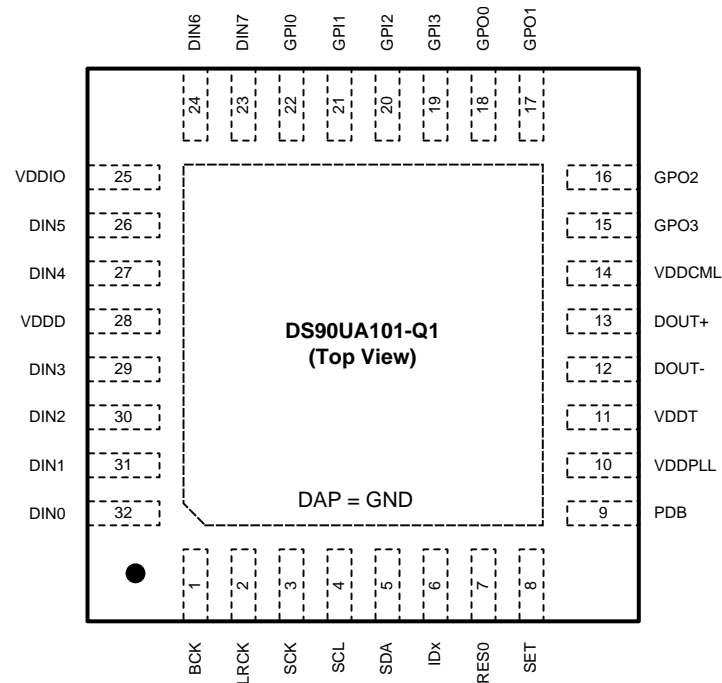 DIN6 DIN7 GPI0 GPI1 GPI2 GPI3 GPO0 GPO1
24 23 22 21 20 19 18 17
VDDIO 25 16 GPO2
DIN5 26 15 GPO3
DIN4 27 14 VDDCML
VDDD 28 13 DOUT+
DIN3 29 12 DOUT-
DIN2 30 11 VDDT
DIN1 31 10 VDDPLL
DIN0 32 9 PDB
DS90UA101-Q1
(Top View)
DAP = GND
1 2 3 4 5 6 7 8
BCK LRCK SCK SCL SDA IDx RES0 SET